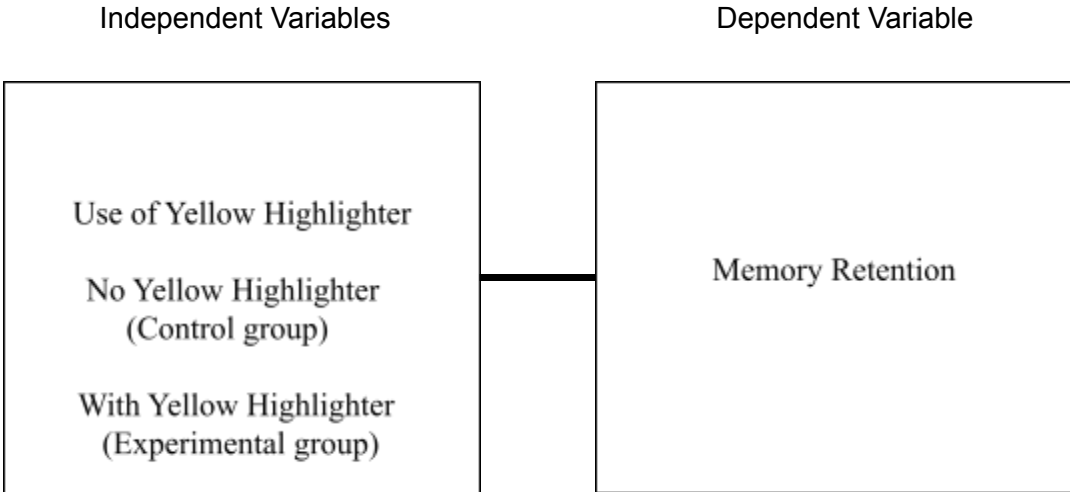 Independent Variables
Dependent Variable
Use of Yellow Highlighter
No Yellow Highlighter
(Control group)
With Yellow Highlighter
(Experimental group)
Memory Retention